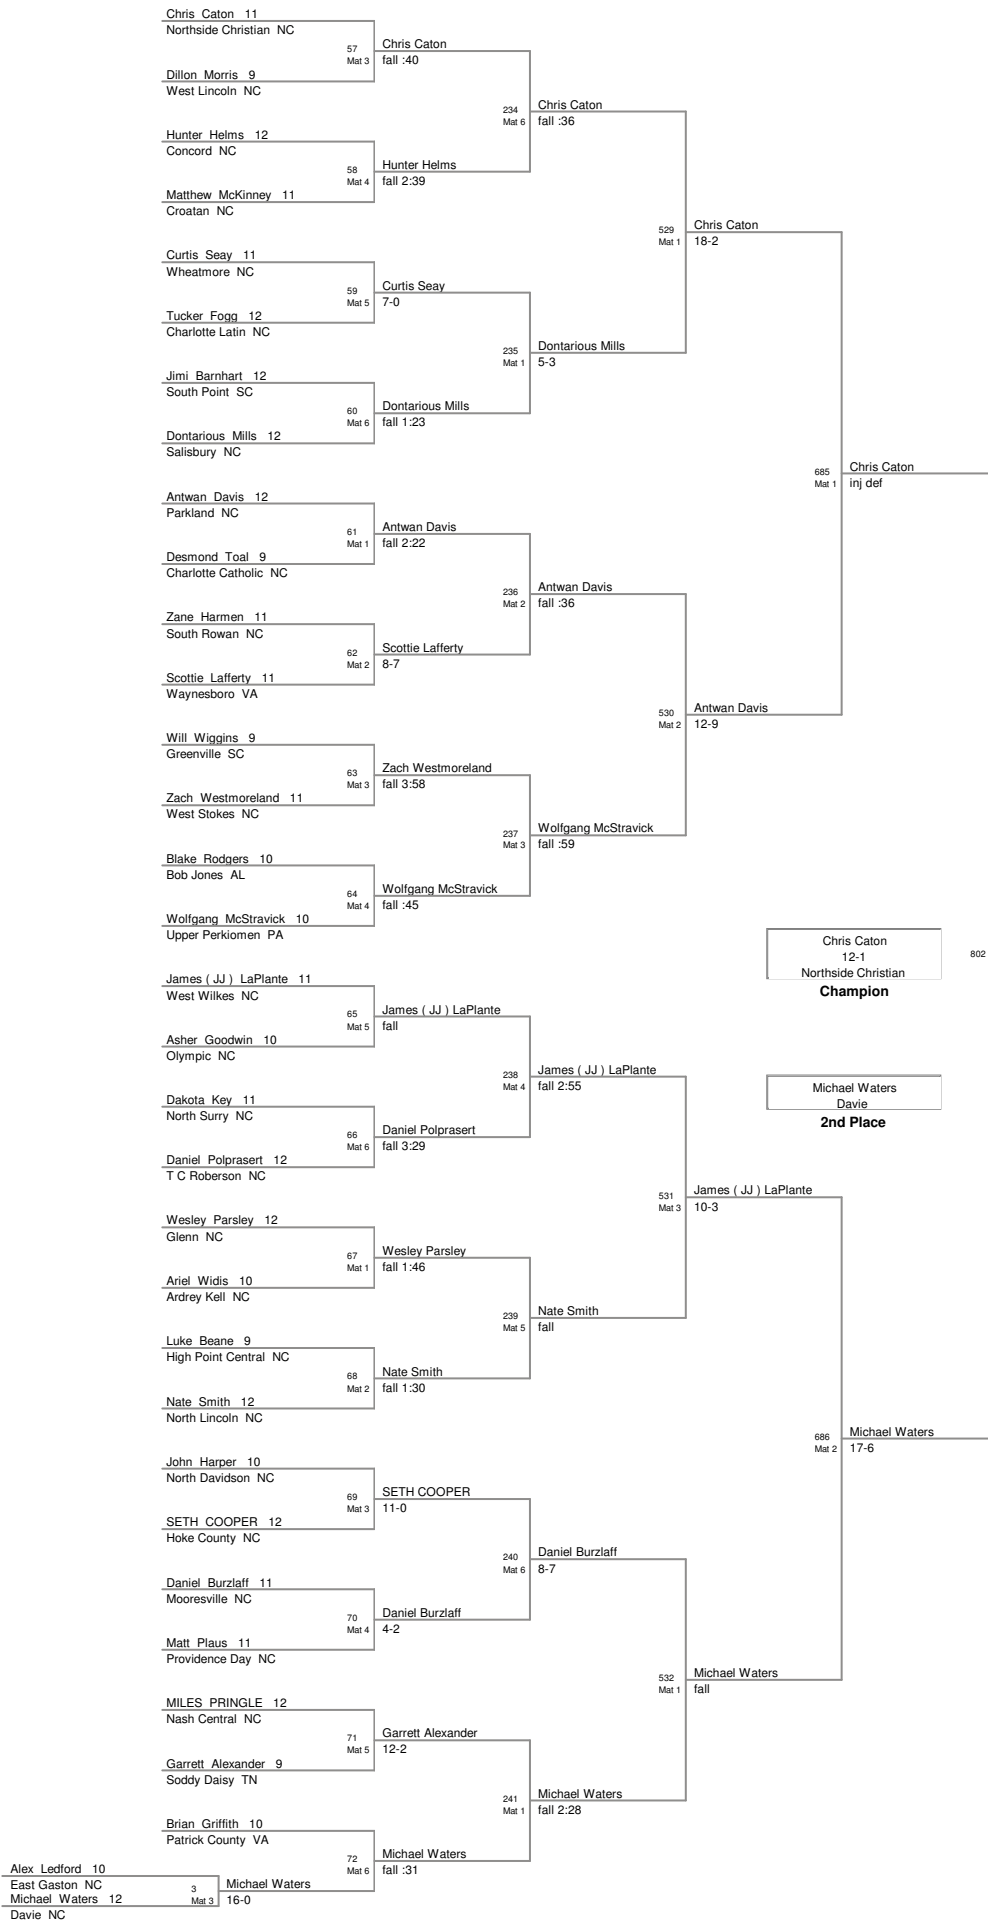 Chris Caton 11
Northside Christian NC
57
Mat 3
Chris Caton
fall :40
Dillon Morris 9
West Lincoln NC
234
Mat 6
Chris Caton
fall :36
Hunter Helms 12
Concord NC
58
Mat 4
Hunter Helms
fall 2:39
Matthew McKinney 11
Croatan NC
529
Mat 1
Chris Caton
18-2
Curtis Seay 11
Wheatmore NC
59
Mat 5
Curtis Seay
7-0
Tucker Fogg 12
Charlotte Latin NC
235
Mat 1
Dontarious Mills
5-3
Jimi Barnhart 12
South Point SC
60
Mat 6
Dontarious Mills
fall 1:23
Dontarious Mills 12
Salisbury NC
685
Mat 1
Chris Caton
inj def
Antwan Davis 12
Parkland NC
61
Mat 1
Antwan Davis
fall 2:22
Desmond Toal 9
Charlotte Catholic NC
236
Mat 2
Antwan Davis
fall :36
Zane Harmen 11
South Rowan NC
62
Mat 2
Scottie Lafferty
8-7
Scottie Lafferty 11
Waynesboro VA
530
Mat 2
Antwan Davis
12-9
Will Wiggins 9
Greenville SC
63
Mat 3
Zach Westmoreland
fall 3:58
Zach Westmoreland 11
West Stokes NC
237
Mat 3
Wolfgang McStravick
fall :59
Blake Rodgers 10
Bob Jones AL
64
Mat 4
Wolfgang McStravick
fall :45
Wolfgang McStravick 10
Upper Perkiomen PA
Chris Caton
12-1
Northside Christian
Champion
802
James ( JJ ) LaPlante 11
West Wilkes NC
65
Mat 5
James ( JJ ) LaPlante
fall
Asher Goodwin 10
Olympic NC
238
Mat 4
James ( JJ ) LaPlante
fall 2:55
Michael Waters
Davie
2nd Place
Dakota Key 11
North Surry NC
66
Mat 6
Daniel Polprasert
fall 3:29
Daniel Polprasert 12
T C Roberson NC
531
Mat 3
James ( JJ ) LaPlante
10-3
Wesley Parsley 12
Glenn NC
67
Mat 1
Wesley Parsley
fall 1:46
Ariel Widis 10
Ardrey Kell NC
239
Mat 5
Nate Smith
fall
Luke Beane 9
High Point Central NC
68
Mat 2
Nate Smith
fall 1:30
Nate Smith 12
North Lincoln NC
686
Mat 2
Michael Waters
17-6
John Harper 10
North Davidson NC
69
Mat 3
SETH COOPER
11-0
SETH COOPER 12
Hoke County NC
240
Mat 6
Daniel Burzlaff
8-7
Daniel Burzlaff 11
Mooresville NC
70
Mat 4
Daniel Burzlaff
4-2
Matt Plaus 11
Providence Day NC
532
Mat 1
Michael Waters
fall
MILES PRINGLE 12
Nash Central NC
71
Mat 5
Garrett Alexander
12-2
Garrett Alexander 9
Soddy Daisy TN
241
Mat 1
Michael Waters
fall 2:28
Brian Griffith 10
Patrick County VA
72
Mat 6
Michael Waters
fall :31
Alex Ledford 10
East Gaston NC
3
Mat 3
Michael Waters
16-0
Michael Waters 12
Davie NC